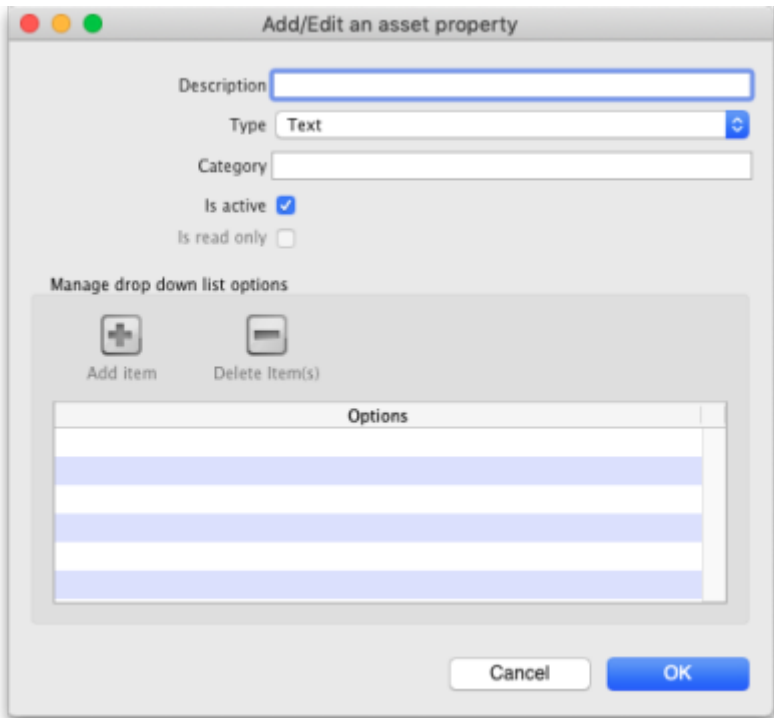 Add/Edit an asset property
Description
Type Text
Category
Is active
Is read only
Manage drop down list options
Add item Delete Item(s)
Options
Cancel OK